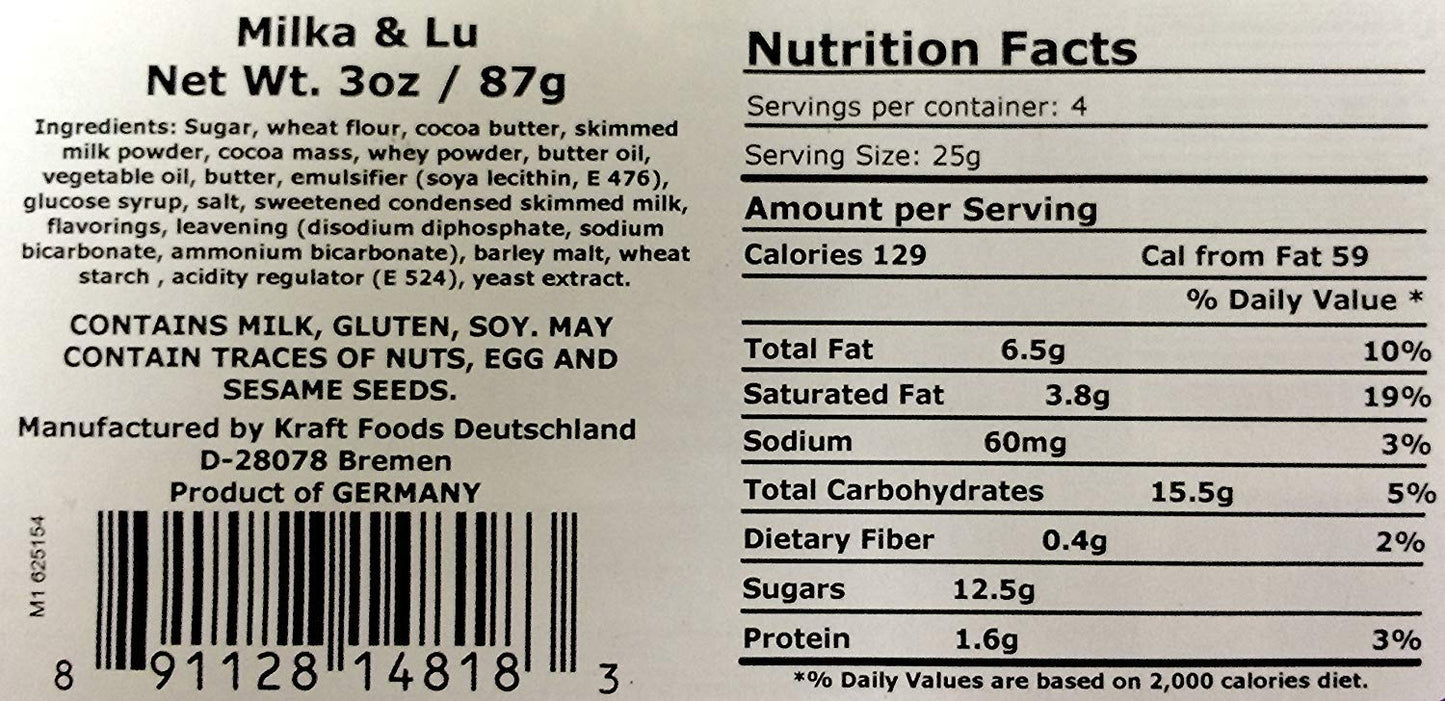 Milka & Lu
Net Wt. 3oz / 87g
Ingredients: Sugar, wheat flour, cocoa butter, skimmed
milk powder, cocoa mass, whey powder, butter oil,
vegetable oil, butter, emulsifier (soya lecithin, E 476),
glucose syrup, salt, sweetened condensed skimmed milk,
flavorings, leavening (disodium diphosphate, sodium
bicarbonate, ammonium bicarbonate), barley malt, wheat
starch , acidity regulator (E 524), yeast extract.
CONTAINS MILK, GLUTEN, SOY. MAY
CONTAIN TRACES OF NUTS, EGG AND
SESAME SEEDS.
Manufactured by Kraft Foods Deutschland
D-28078 Bremen
Product of GERMANY
M1 625154
8 91128 14818 3
Nutrition Facts
Servings per container: 4
Serving Size: 25g
Amount per Serving
Calories 129 Cal from Fat 59
% Daily Value *
Total Fat 6.5g 10%
Saturated Fat 3.8g 19%
Sodium 60mg 3%
Total Carbohydrates 15.5g 5%
Dietary Fiber 0.4g 2%
Sugars 12.5g
Protein 1.6g 3%
*% Daily Values are based on 2,000 calories diet.